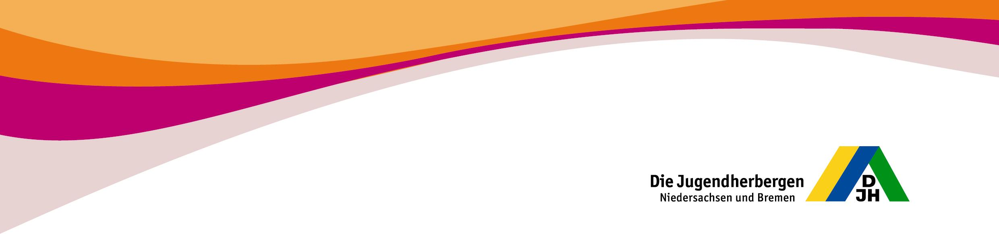 Die Jugendherbergen
Niedersachsen und Bremen
D
JH